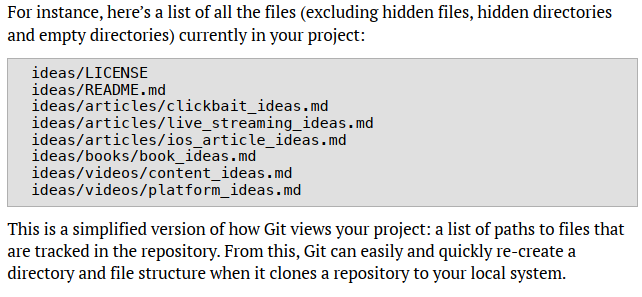 For instance, here’s a list of all the files (excluding hidden files, hidden directories
and empty directories) currently in your project:
ideas/LICENSE
ideas/README.md
ideas/articles/clickbait_ideas.md
ideas/articles/live_streaming_ideas.md
ideas/articles/ios_article_ideas.md
ideas/books/book_ideas.md
ideas/videos/content_ideas.md
ideas/videos/platform_ideas.md
This is a simplified version of how Git views your project: a list of paths to files that
are tracked in the repository. From this, Git can easily and quickly re-create a
directory and file structure when it clones a repository to your local system.